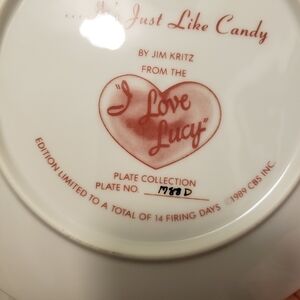 Just Like Candy
BY JIM KRITZ
FROM THE
"I Love
Lucy"
PLATE COLLECTION
PLATE NO.
EDITION LIMITED TO A TOTAL OF 14 FIRING DAYS ©1989 CBS INC.